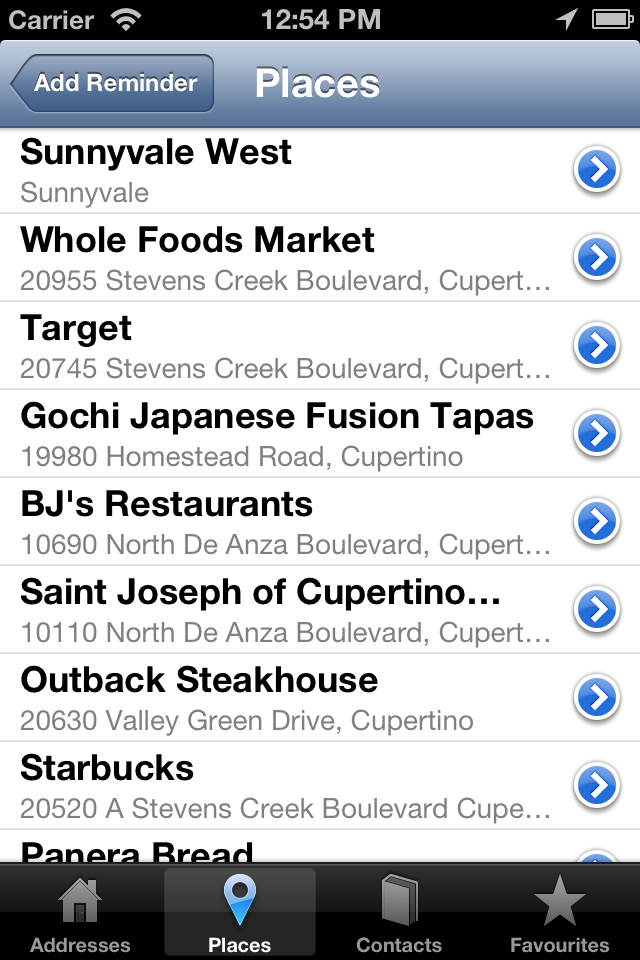 Carrier 12:54 PM
Add Reminder Places
Sunnyvale West
Sunnyvale
Whole Foods Market
20955 Stevens Creek Boulevard, Cupert…
Target
20745 Stevens Creek Boulevard, Cupert…
Gochi Japanese Fusion Tapas
19980 Homestead Road, Cupertino
BJ's Restaurants
10690 North De Anza Boulevard, Cupert…
Saint Joseph of Cupertino…
10110 North De Anza Boulevard, Cupert…
Outback Steakhouse
20630 Valley Green Drive, Cupertino
Starbucks
20520 A Stevens Creek Boulevard Cupe…
Panera Bread
Addresses Places Contacts Favourites